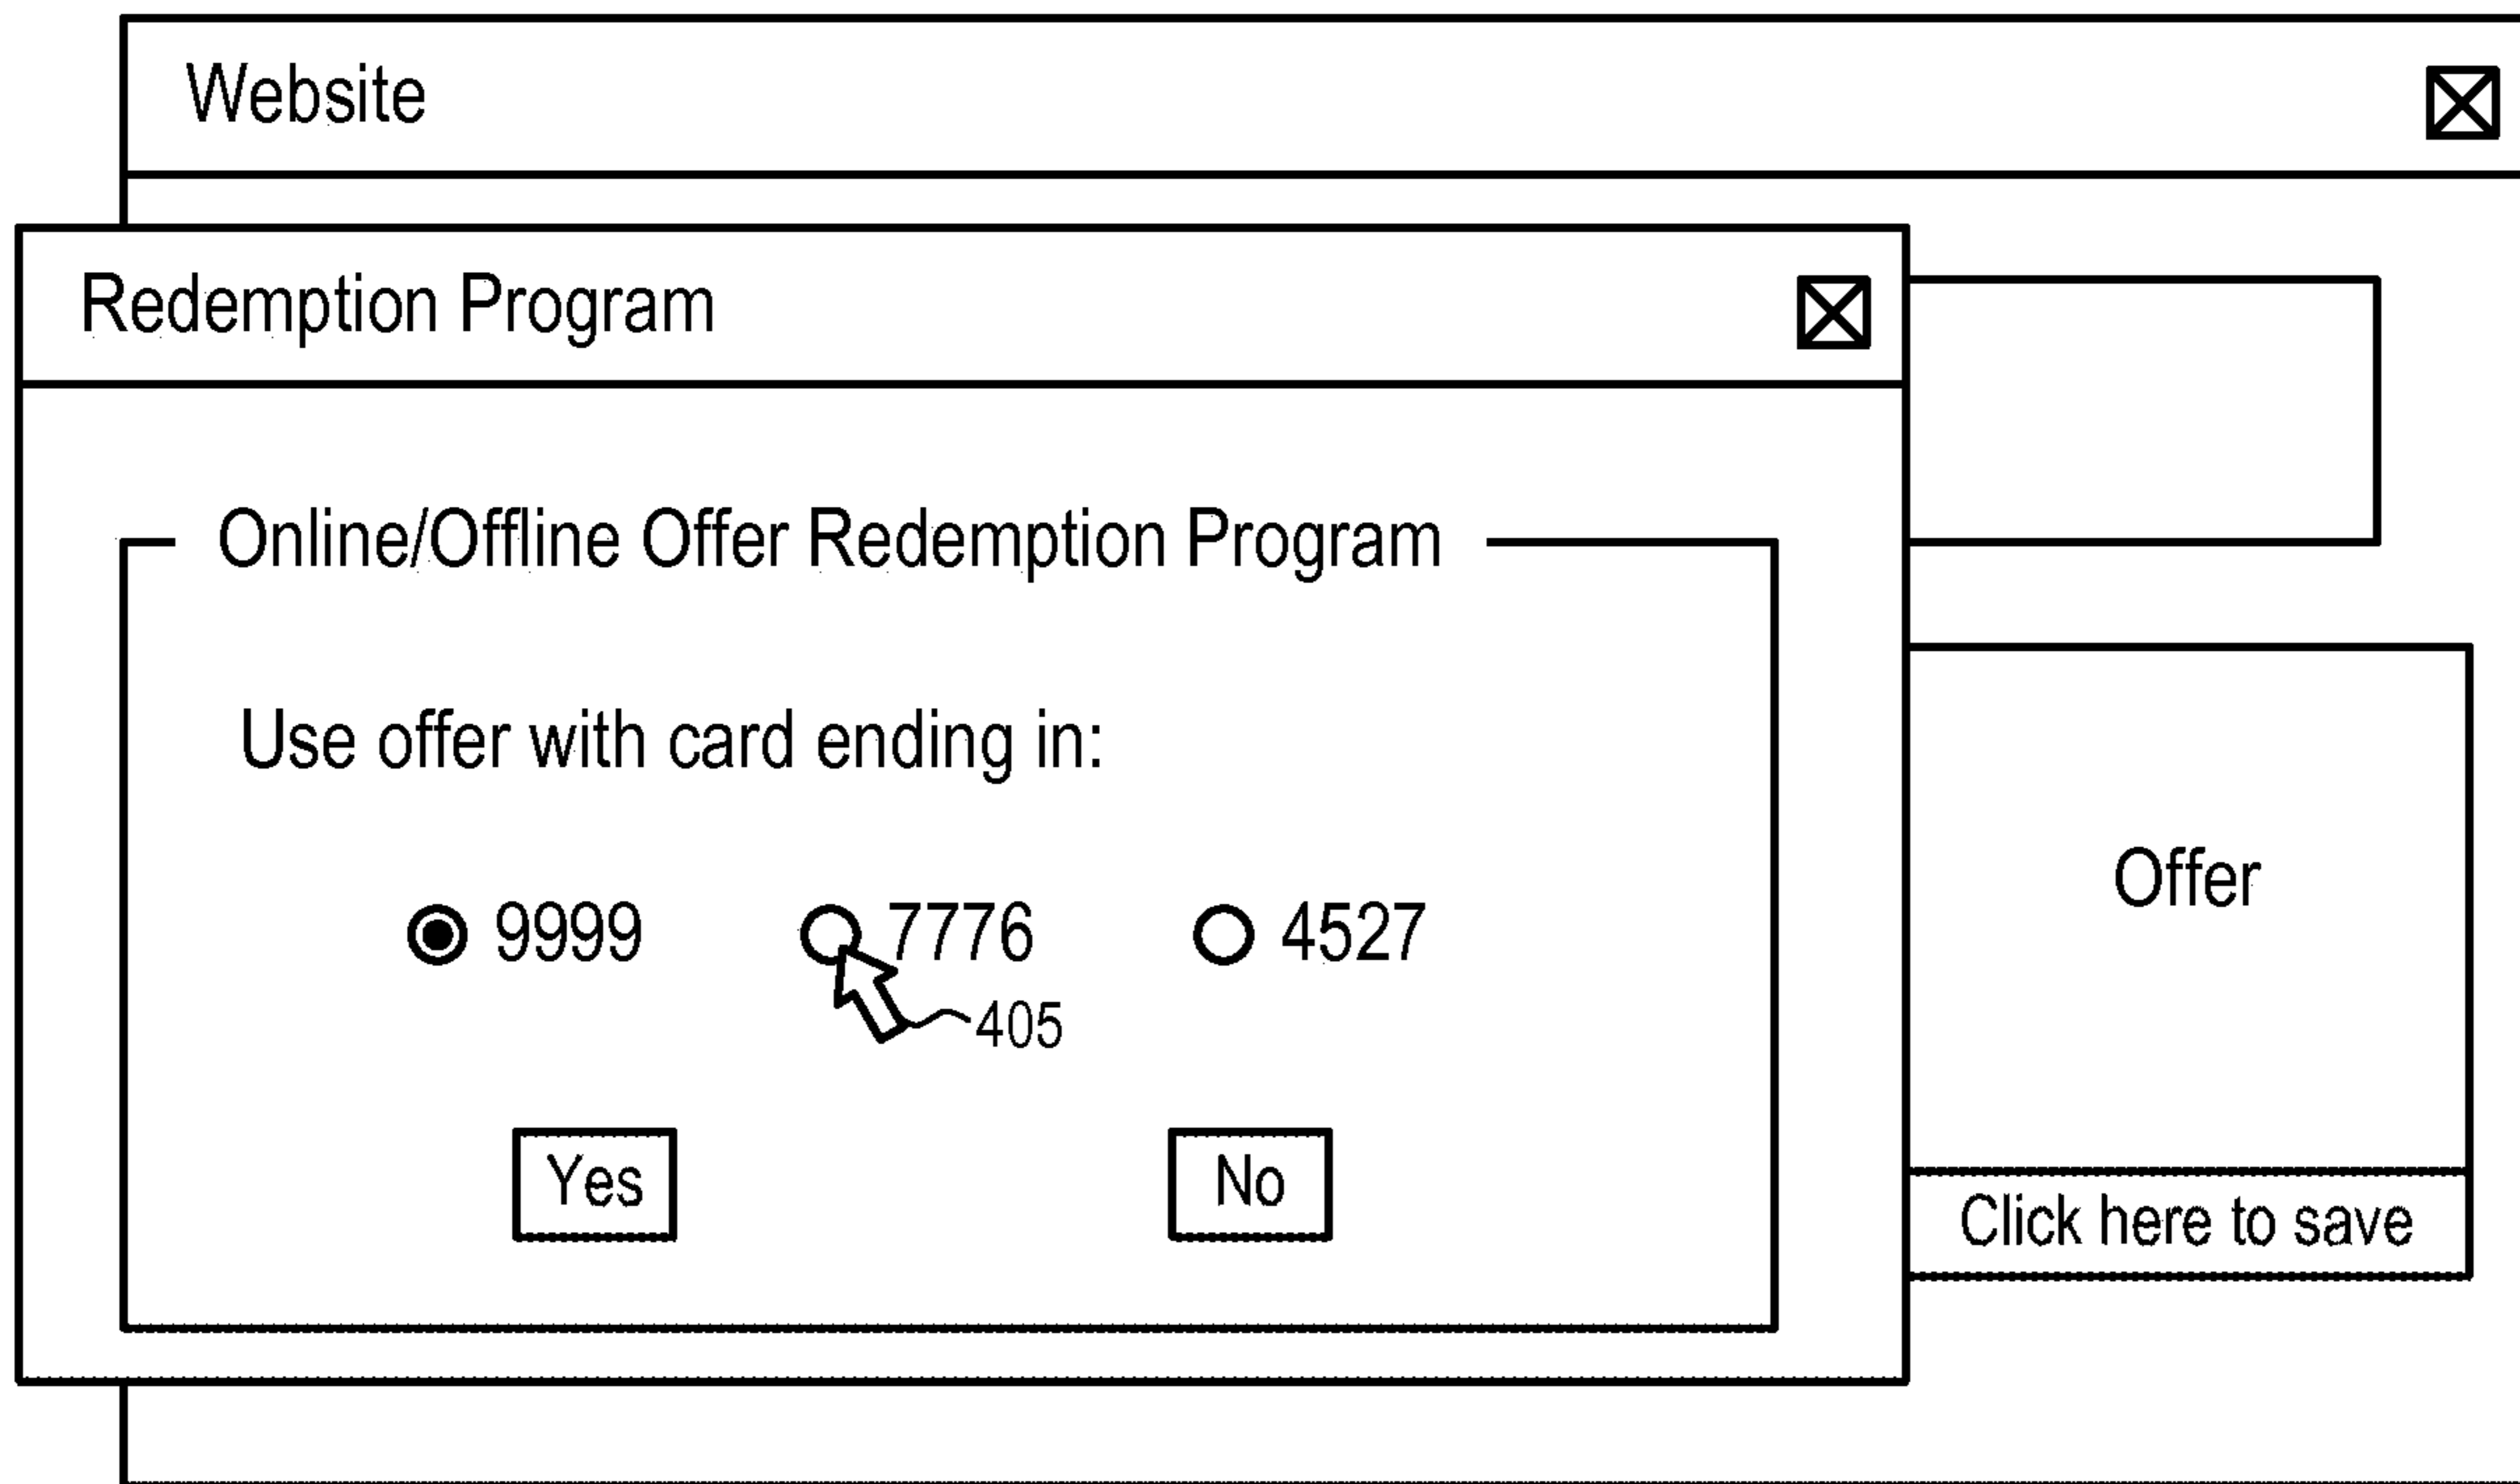 Website
Redemption Program
Online/Offline Offer Redemption Program
Use offer with card ending in:
9999 7776 4527
405
Yes No
Offer
Click here to save